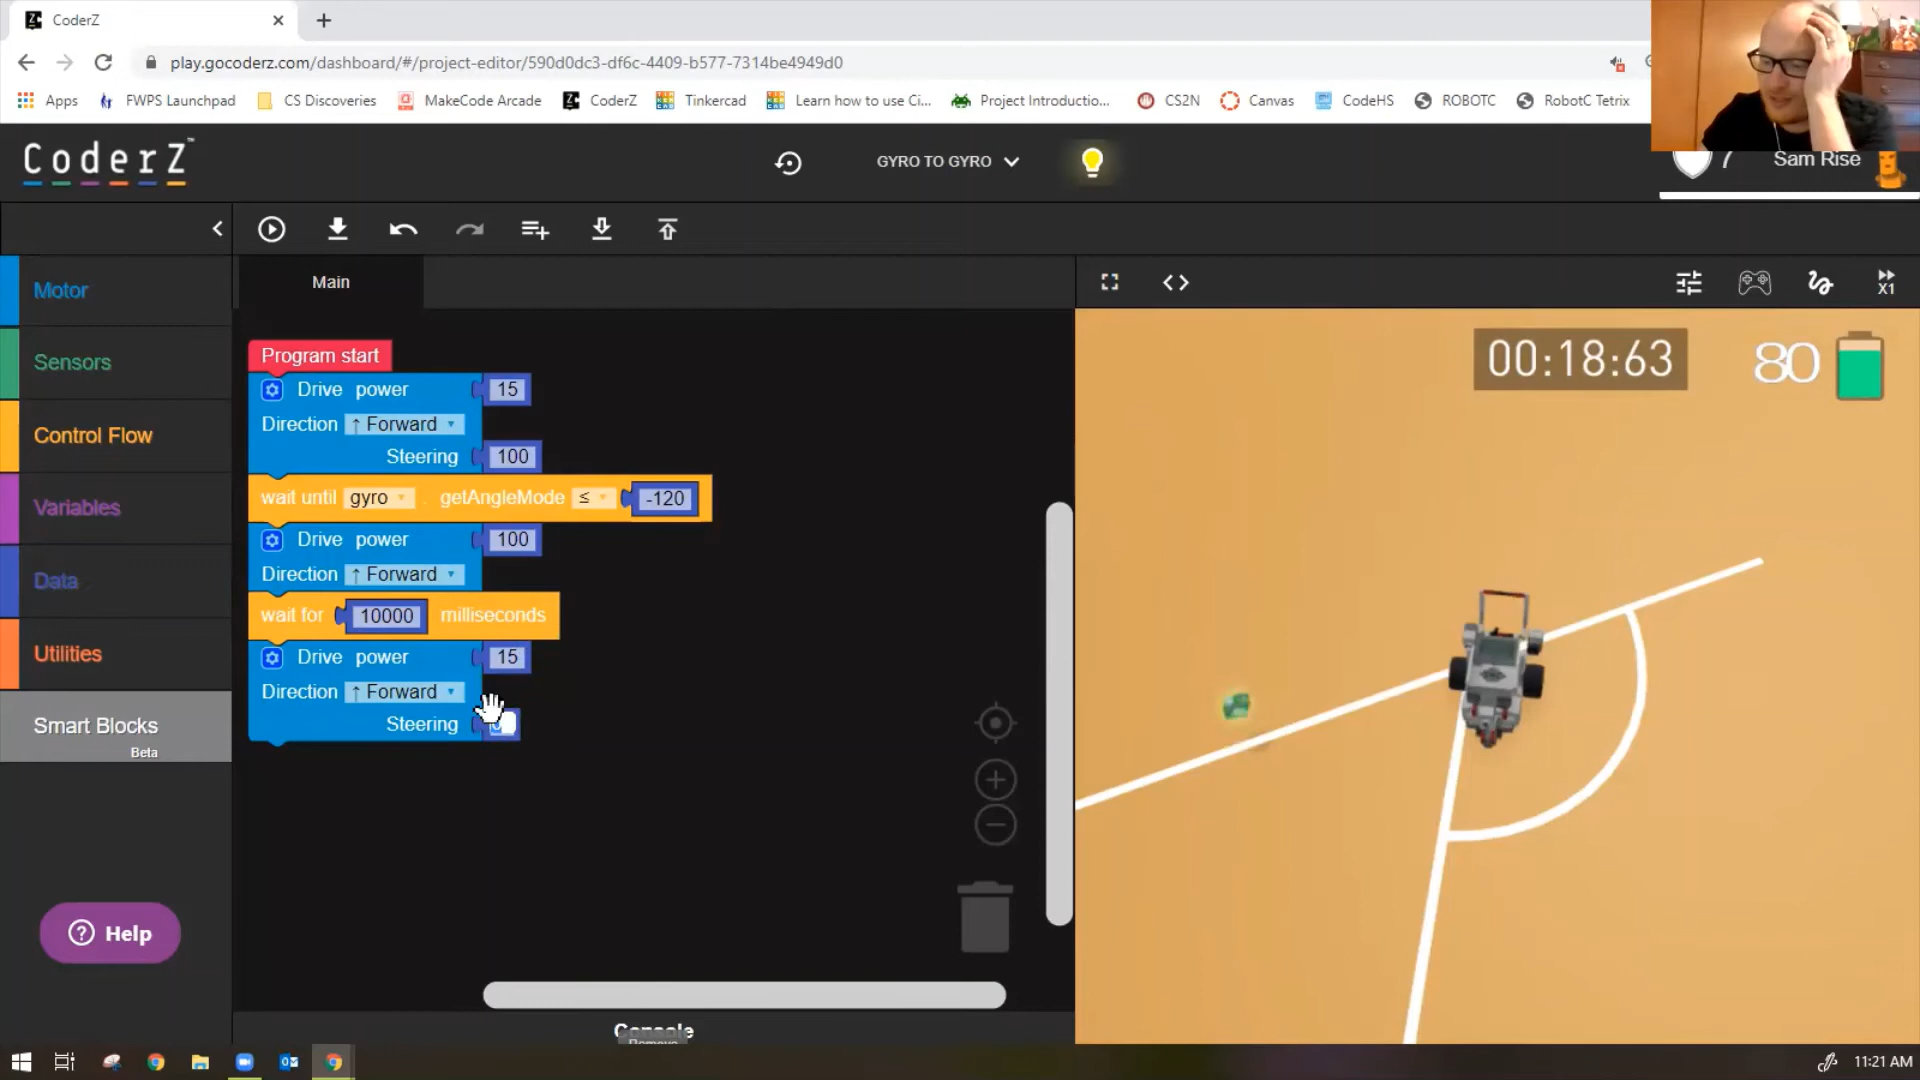 CoderZ
play.gocoderz.com/dashboard/#/project-editor/590d0dc3-df6c-4409-b577-7314be4949d0
Apps FWPS Launchpad CS Discoveries MakeCode Arcade CoderZ Tinkercad Learn how to use Ci... Project Introductio... CS2N Canvas CodeHS ROBOTC RobotC Tetrix
CoderZ™
GYRO TO GYRO
7
Sam Rise
Main
X1
Motor
Sensors
Control Flow
Variables
Data
Utilities
Smart Blocks
Beta
Help
Program start
Drive power 15
Direction ↑ Forward
Steering 100
wait until gyro . getAngleMode ≤ -120
Drive power 100
Direction ↑ Forward
wait for 10000 milliseconds
Drive power 15
Direction ↑ Forward
Steering
00:18:63
80
Console
11:21 AM